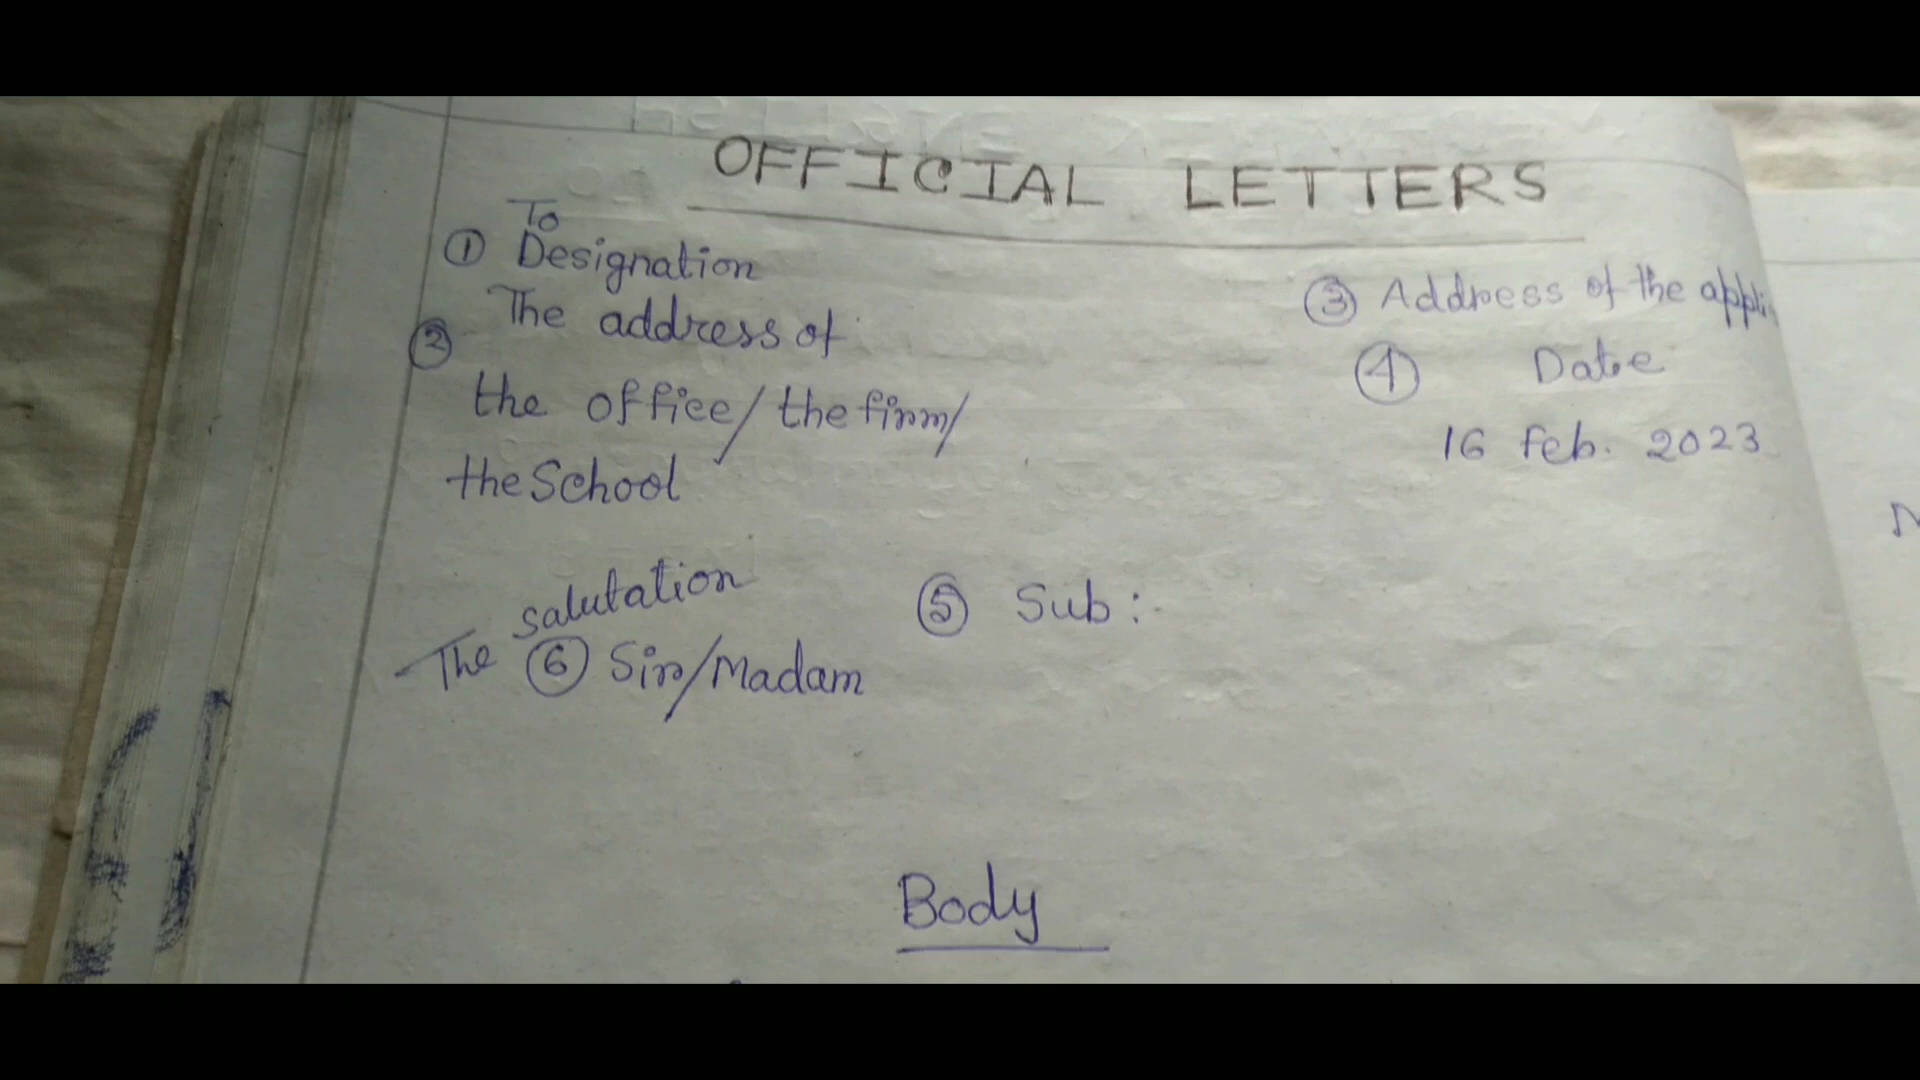 OFFICIAL LETTERS
To
① Designation
② The address of
the office/the firm/
the School
③ Address of the appli
④ Date
16 Feb. 2023
⑤ Sub:-
The salutation
⑥ Sir/Madam
Body